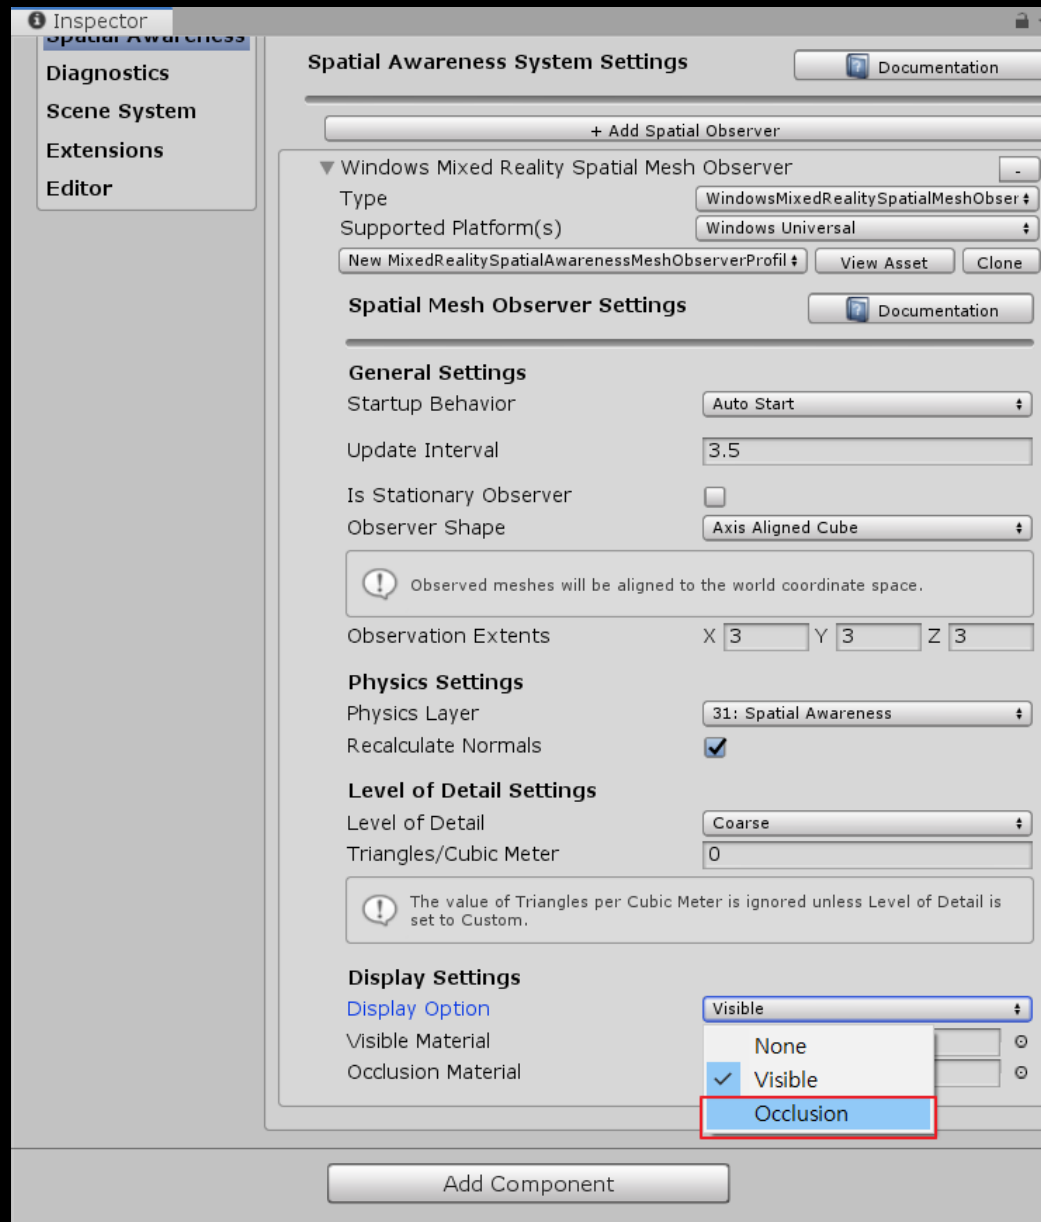 Inspector
Spatial Awareness
Diagnostics
Scene System
Extensions
Editor
Spatial Awareness System Settings
Documentation
+ Add Spatial Observer
Windows Mixed Reality Spatial Mesh Observer
-
Type
WindowsMixedRealitySpatialMeshObser
Supported Platform(s)
Windows Universal
New MixedRealitySpatialAwarenessMeshObserverProfil
View Asset
Clone
Spatial Mesh Observer Settings
Documentation
General Settings
Startup Behavior
Auto Start
Update Interval
3.5
Is Stationary Observer
Observer Shape
Axis Aligned Cube
Observed meshes will be aligned to the world coordinate space.
Observation Extents
X 3 Y 3 Z 3
Physics Settings
Physics Layer
31: Spatial Awareness
Recalculate Normals
Level of Detail Settings
Level of Detail
Coarse
Triangles/Cubic Meter
0
The value of Triangles per Cubic Meter is ignored unless Level of Detail is
set to Custom.
Display Settings
Display Option
Visible
Visible Material
Occlusion Material
None
Visible
Occlusion
Add Component